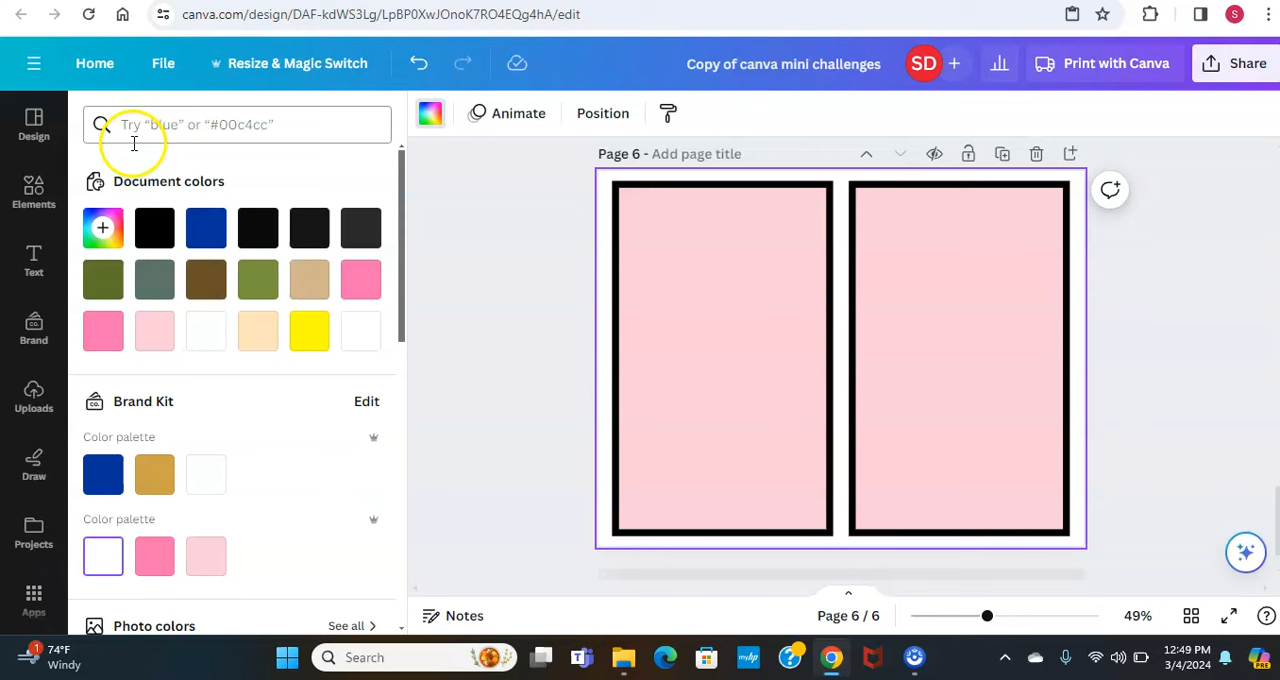 canva.com/design/DAF-kdWS3Lg/LpBP0XwJOnoK7RO4EQg4hA/edit
S
Home
File
Resize & Magic Switch
Copy of canva mini challenges
SD
Print with Canva
Share
Design
Elements
Text
Brand
Uploads
Draw
Projects
Apps
Try “blue” or “#00c4cc”
Document colors
Brand Kit
Edit
Color palette
Color palette
Photo colors
See all
Animate
Position
Page 6 - Add page title
Notes
Page 6 / 6
49%
1
74°F
Windy
Search
12:49 PM
3/4/2024